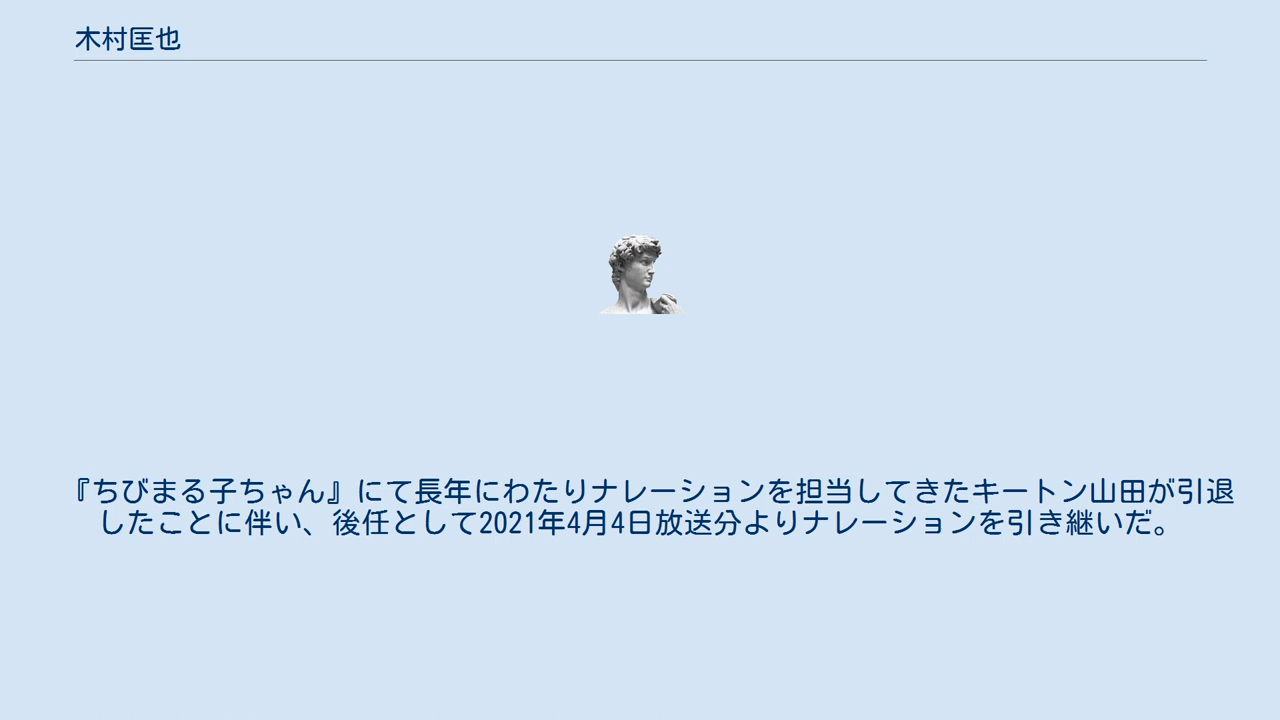 木村匡也
『ちびまる子ちゃん』にて長年にわたりナレーションを担当してきたキートン山田が引退
したことに伴い、後任として2021年4月4日放送分よりナレーションを引き継いだ。